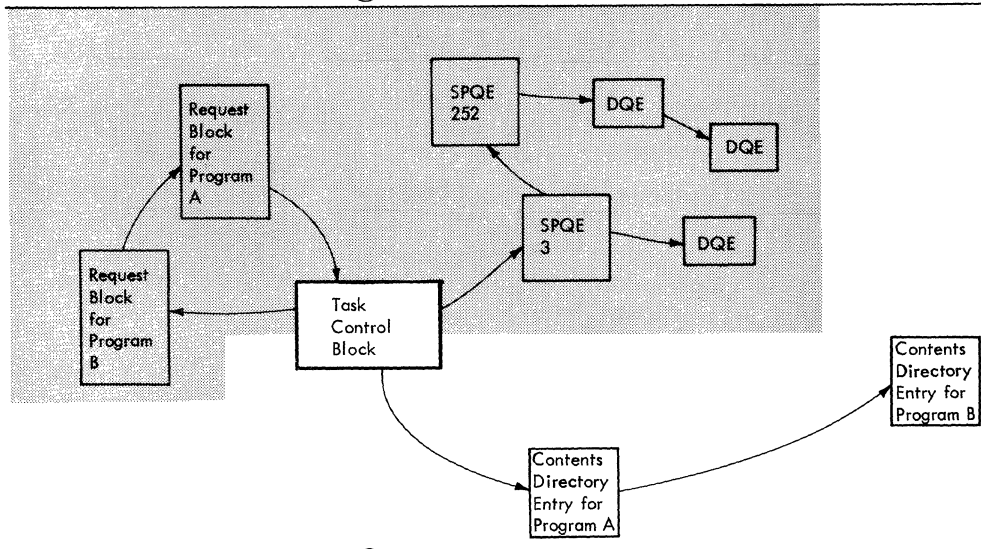 Request
Block
for
Program
A
SPQE
252
DQE
DQE
Request
Block
for
Program
B
SPQE
3
DQE
Task
Control
Block
Contents
Directory
Entry for
Program B
Contents
Directory
Entry for
Program A